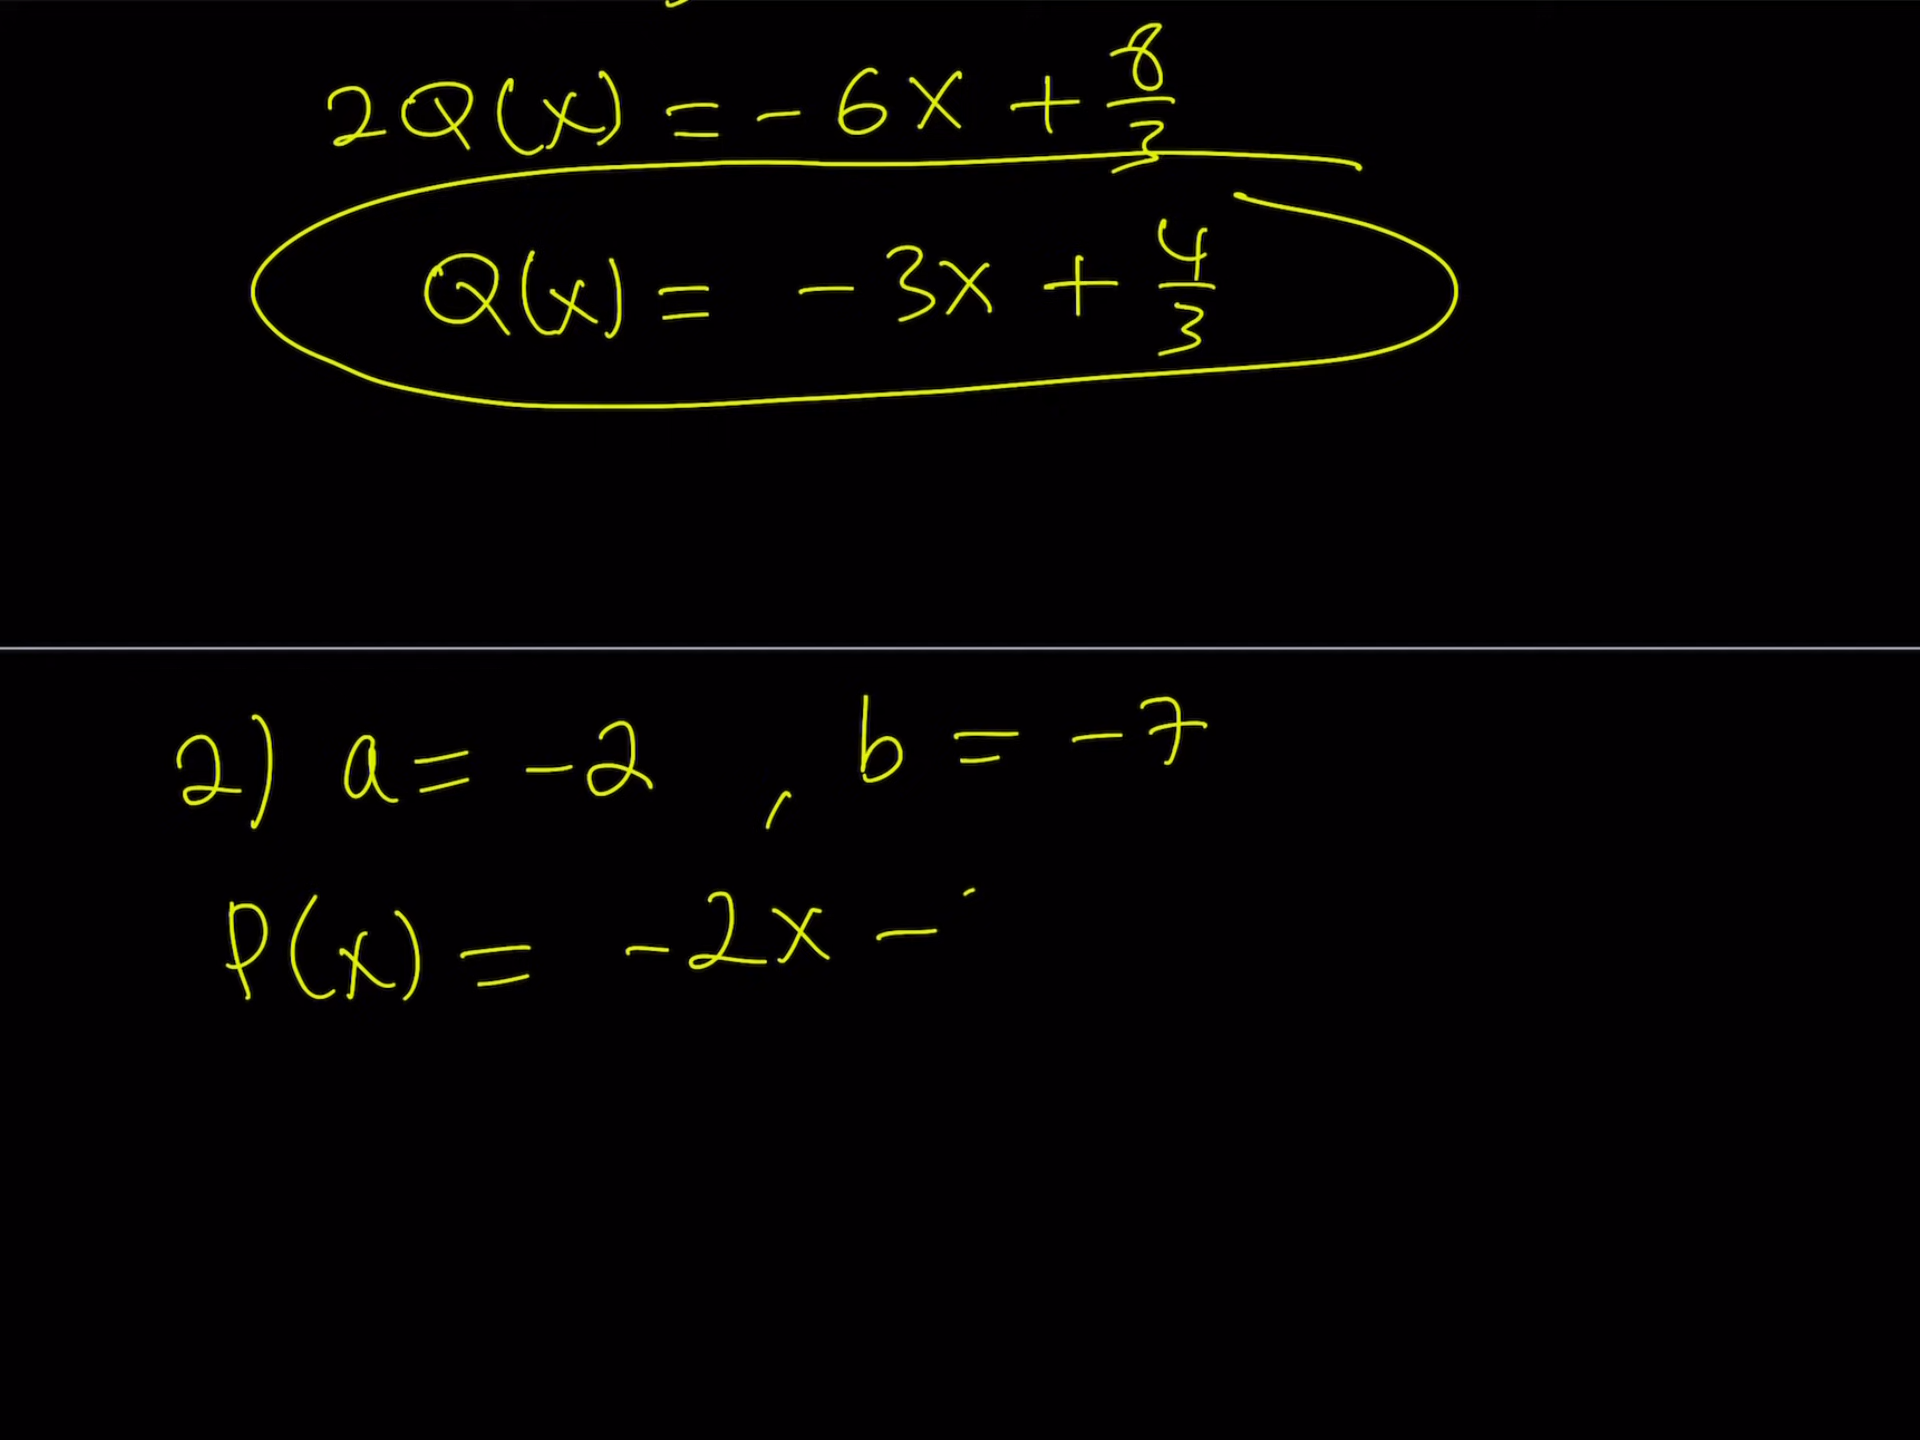 2Q(x) = -6x + 8/3
Q(x) = -3x + 4/3
2) a = -2 , b = -7
P(x) = -2x -